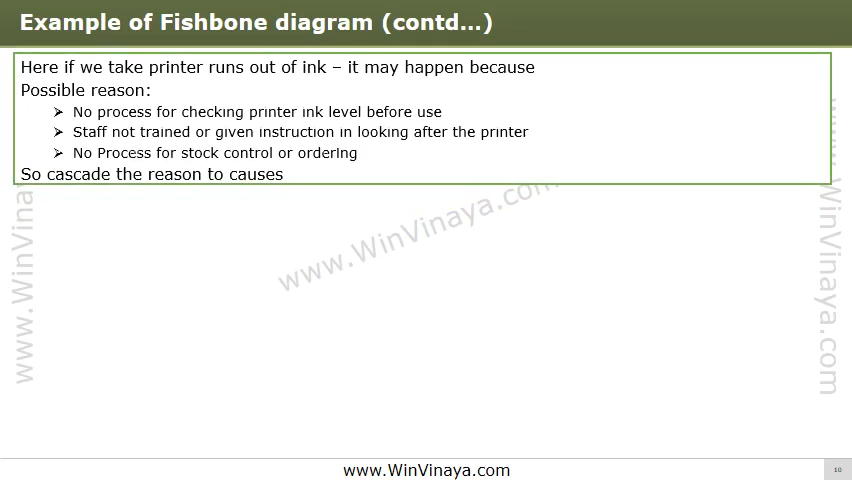 Example of Fishbone diagram (contd...)
Here if we take printer runs out of ink – it may happen because
Possible reason:
➢ No process for checking printer ink level before use
➢ Staff not trained or given instruction in looking after the printer
➢ No Process for stock control or ordering
So cascade the reason to causes
www.WinVina
www.WinVinaya.com
www.WinVinaya.com
www.WinVinaya.com
10